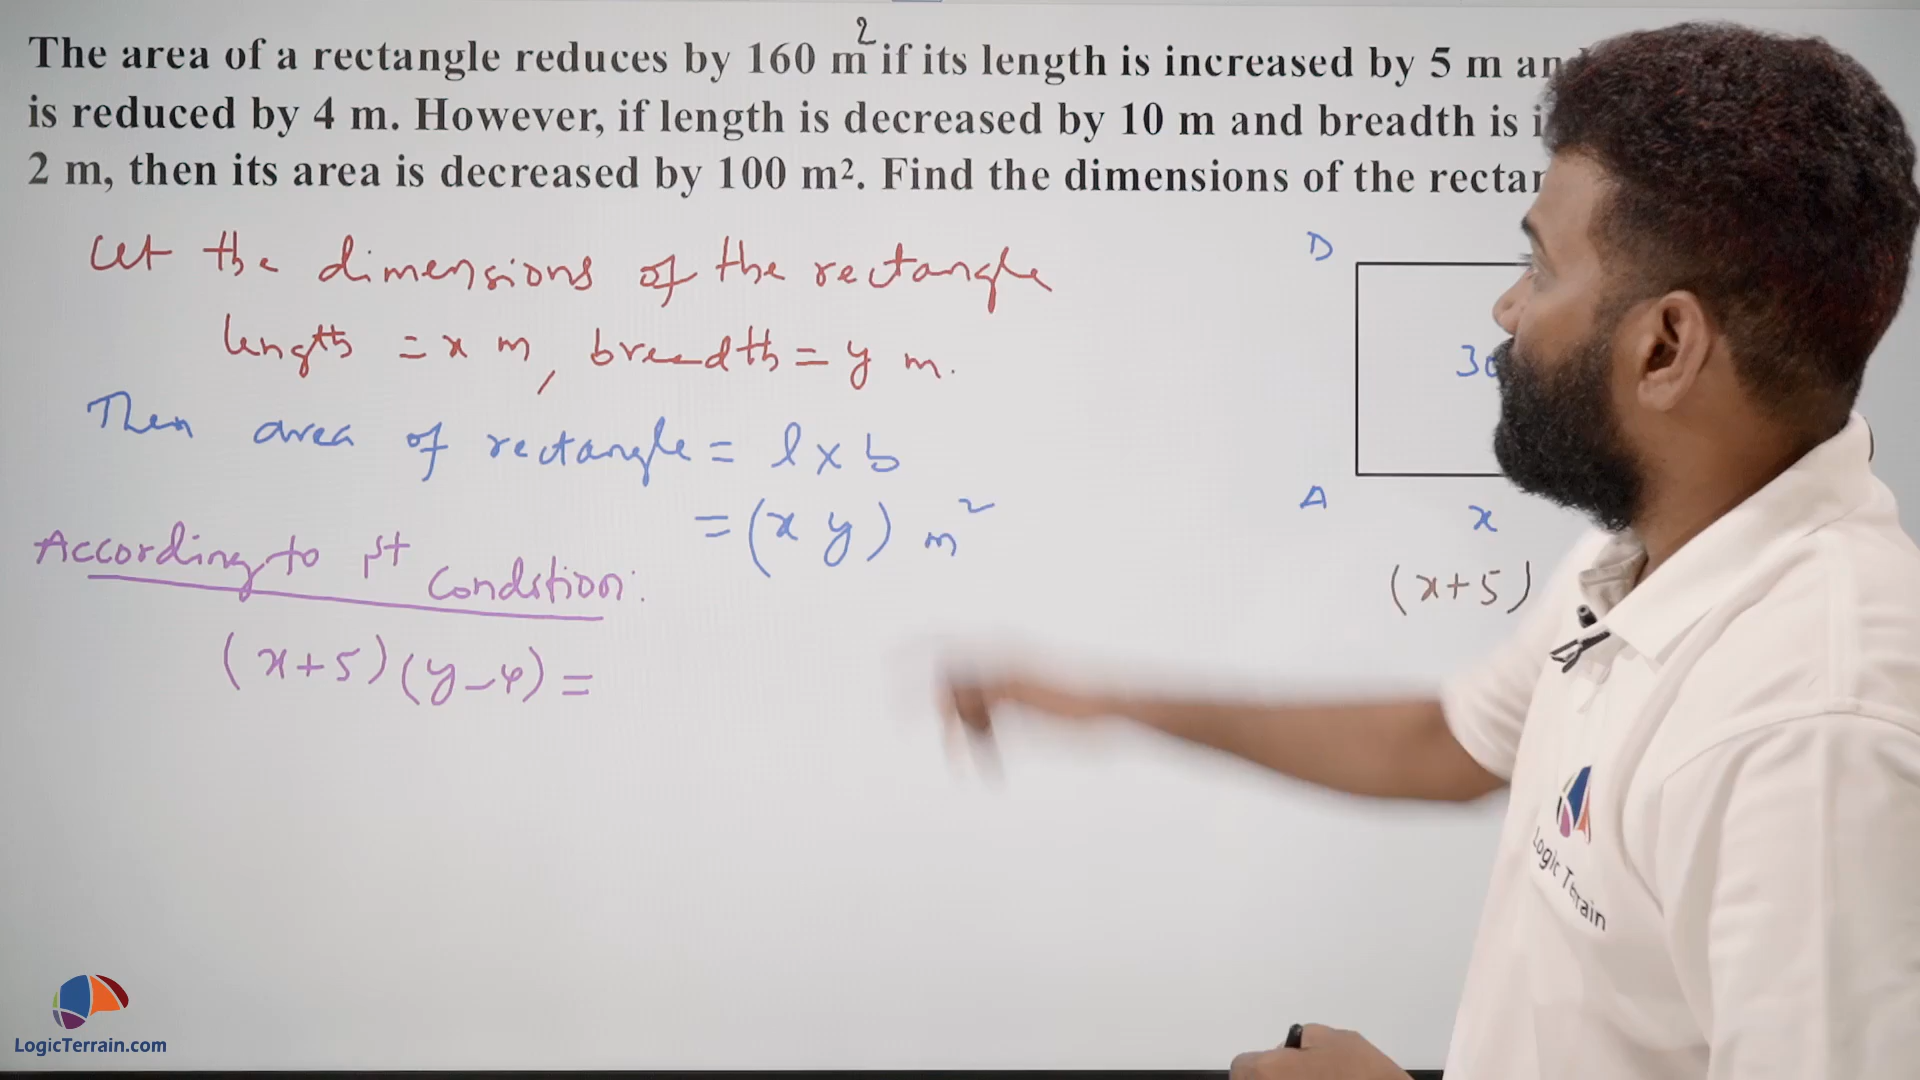 The area of a rectangle reduces by 160 m² if its length is increased by 5 m
is reduced by 4 m. However, if length is decreased by 10 m and breadth is
2 m, then its area is decreased by 100 m². Find the dimensions of the
Let the dimensions of the rectangle
length = x m, breadth = y m.
Then area of rectangle = l x b
= (x y) m²
According to 1st Condition:
(x+5)(y-4) =
D
A
x
(x+5)
Logic Terrain
LogicTerrain.com